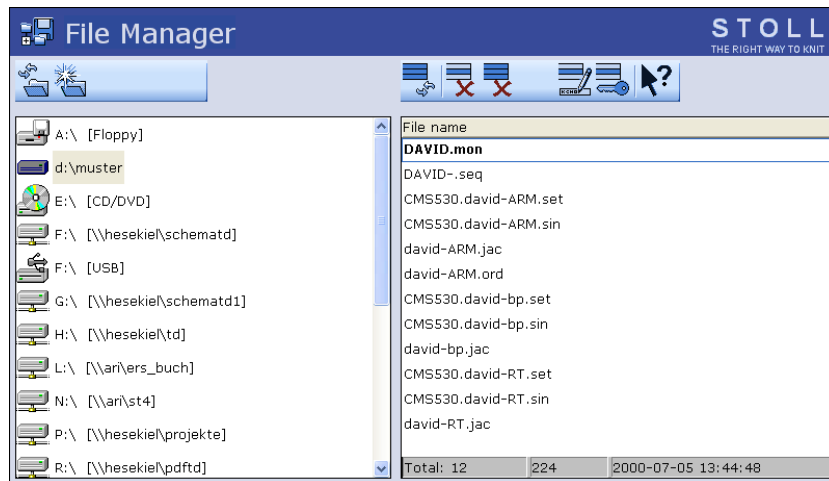 File Manager
STOLL
THE RIGHT WAY TO KNIT
ECHO
?
A:\ [Floppy]
d:\muster
E:\ [CD/DVD]
F:\ [\\hesekiel\schematd]
F:\ [USB]
G:\ [\\hesekiel\schematd1]
H:\ [\\hesekiel\td]
L:\ [\\ari\ers_buch]
N:\ [\\ari\st4]
P:\ [\\hesekiel\projekte]
R:\ [\\hesekiel\pdftd]
File name
DAVID.mon
DAVID-.seq
CMS530.david-ARM.set
CMS530.david-ARM.sin
david-ARM.jac
david-ARM.ord
CMS530.david-bp.set
CMS530.david-bp.sin
david-bp.jac
CMS530.david-RT.set
CMS530.david-RT.sin
david-RT.jac
Total: 12 224 2000-07-05 13:44:48